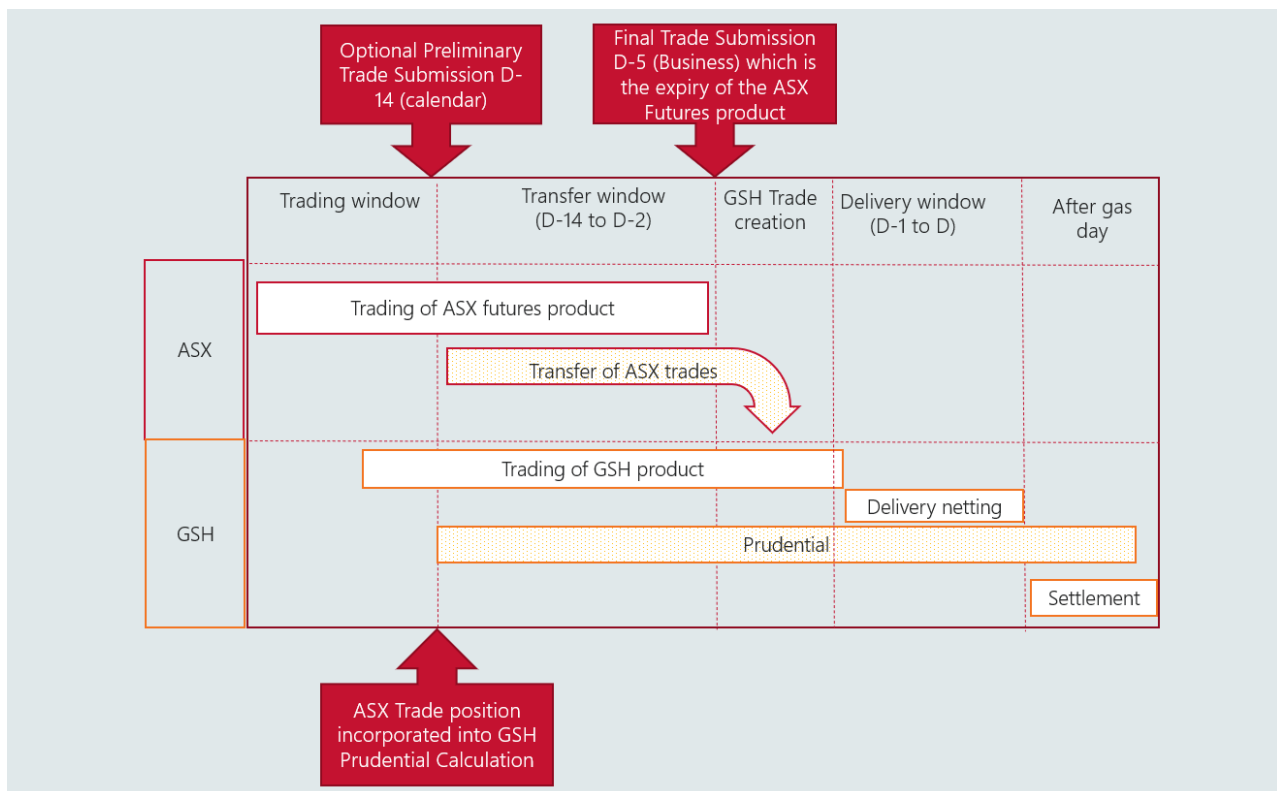 Optional Preliminary
Trade Submission D-
14 (calendar)
Final Trade Submission
D-5 (Business) which is
the expiry of the ASX
Futures product
Trading window
Transfer window
(D-14 to D-2)
GSH Trade
creation
Delivery window
(D-1 to D)
After gas
day
ASX
Trading of ASX futures product
Transfer of ASX trades
GSH
Trading of GSH product
Delivery netting
Prudential
Settlement
ASX Trade position
incorporated into GSH
Prudential Calculation